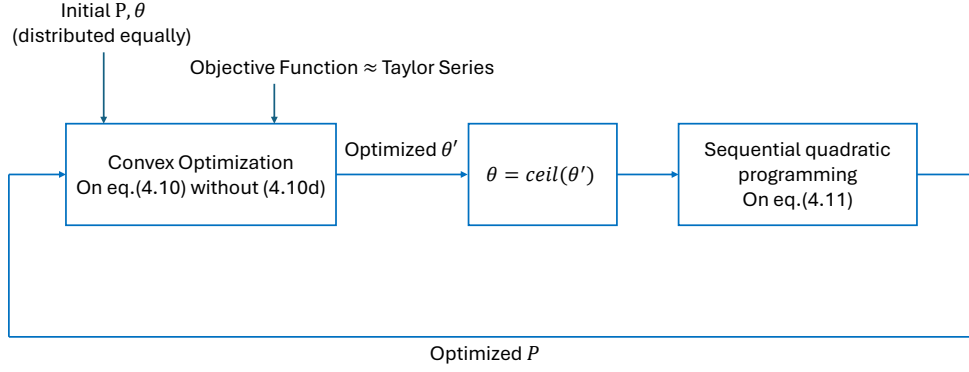 Initial P, θ
(distributed equally)
Objective Function ≈ Taylor Series
Convex Optimization
On eq.(4.10) without (4.10d)
Optimized θ′
θ = ceil(θ′)
Sequential quadratic
programming
On eq.(4.11)
Optimized P